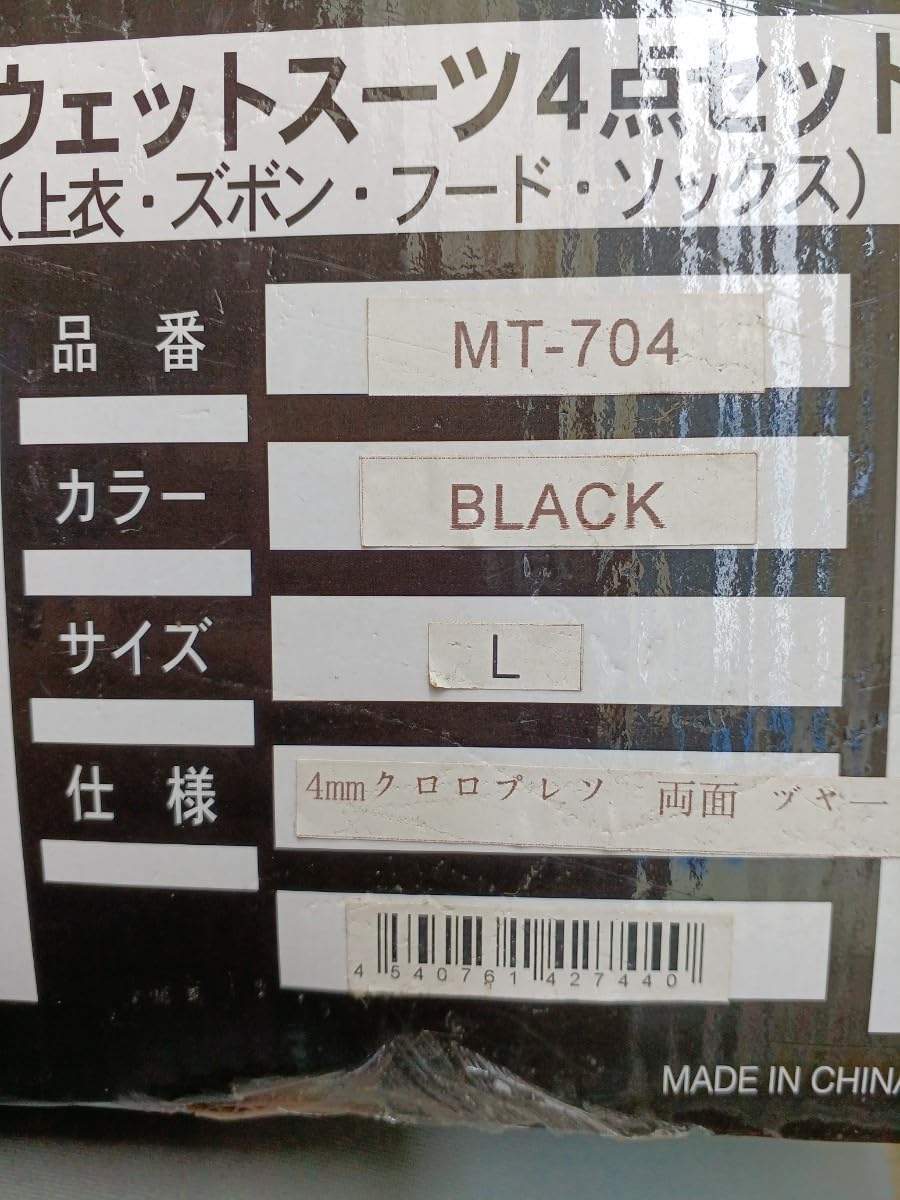 ウェットスーツ4点セット
（上衣・ズボン・フード・ソックス）
品番 MT-704
カラー BLACK
サイズ L
仕様 4mmクロロプレツ 両面 ヅャー
4540761427440
MADE IN CHINA